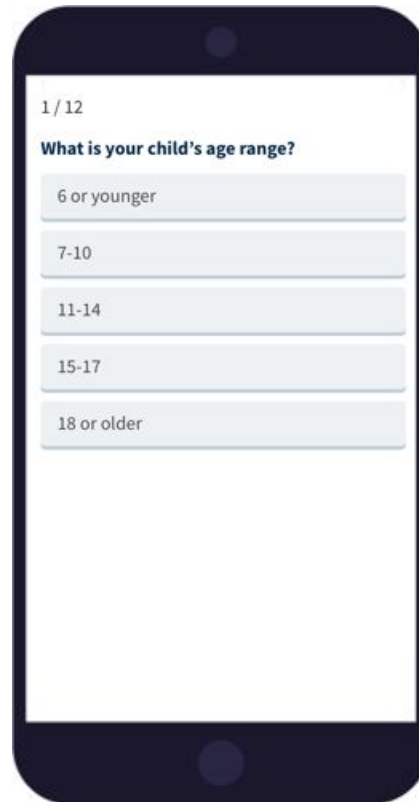 1 / 12
What is your child’s age range?
6 or younger
7-10
11-14
15-17
18 or older